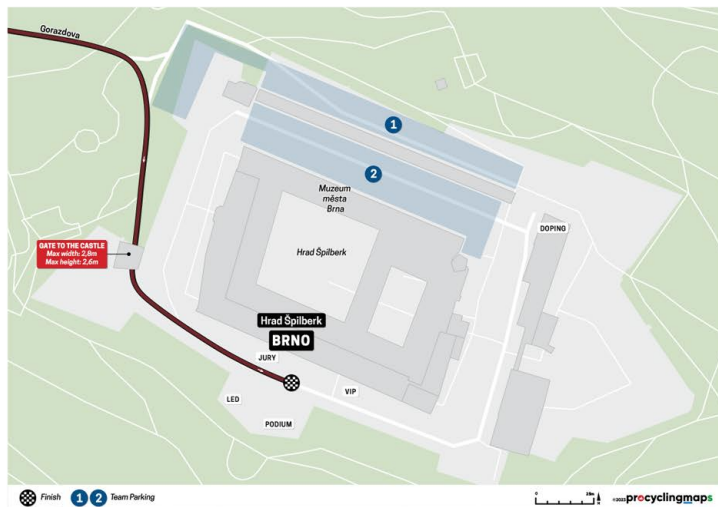 Gorazdova
1
2
Muzeum
města
Brna
DOPING
GATE TO THE CASTLE
Max width: 2,8m
Max height: 2,6m
Hrad Špilberk
Hrad Špilberk
BRNO
JURY
VIP
LED
PODIUM
Finish
1 2 Team Parking
0
©2023 procyclingmaps